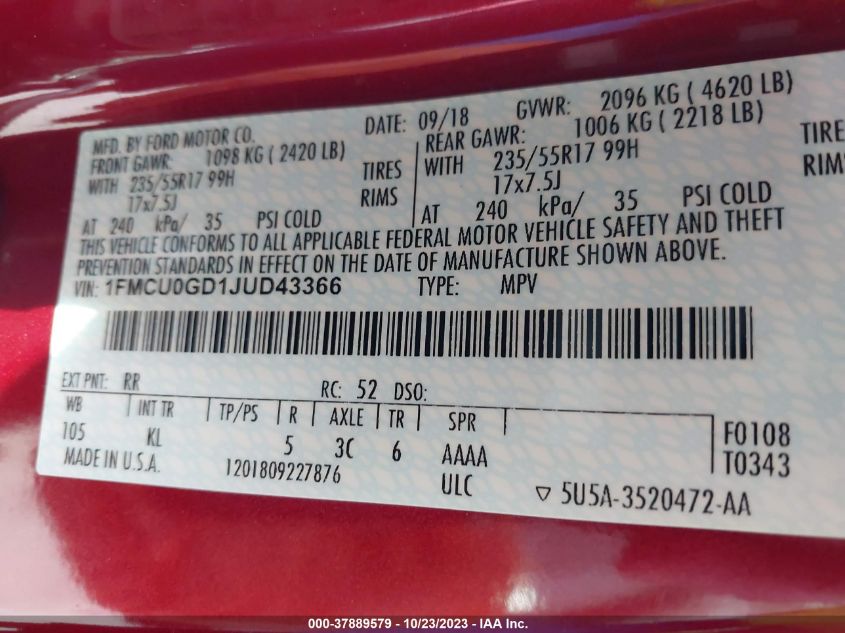 MFD. BY FORD MOTOR CO. DATE: 09/18 GVWR: 2096 KG ( 4620 LB)
FRONT GAWR: 1098 KG ( 2420 LB) REAR GAWR: 1006 KG ( 2218 LB)
WITH 235/55R17 99H TIRES WITH 235/55R17 99H TIRE
17x7.5J RIMS 17x7.5J RIMS
AT 240 kPa/ 35 PSI COLD AT 240 kPa/ 35 PSI COLD
THIS VEHICLE CONFORMS TO ALL APPLICABLE FEDERAL MOTOR VEHICLE SAFETY AND THEFT
PREVENTION STANDARDS IN EFFECT ON THE DATE OF MANUFACTURE SHOWN ABOVE.
VIN: 1FMCU0GD1JUD43366 TYPE: MPV
EXT PNT: RR RC: 52 DSO:
WB INT TR TP/PS R AXLE TR SPR
105 KL 5 3C 6 AAAA F0108
MADE IN U.S.A. 1201809227876 ULC T0343
5U5A-3520472-AA
000-37889579 - 10/23/2023 - IAA Inc.